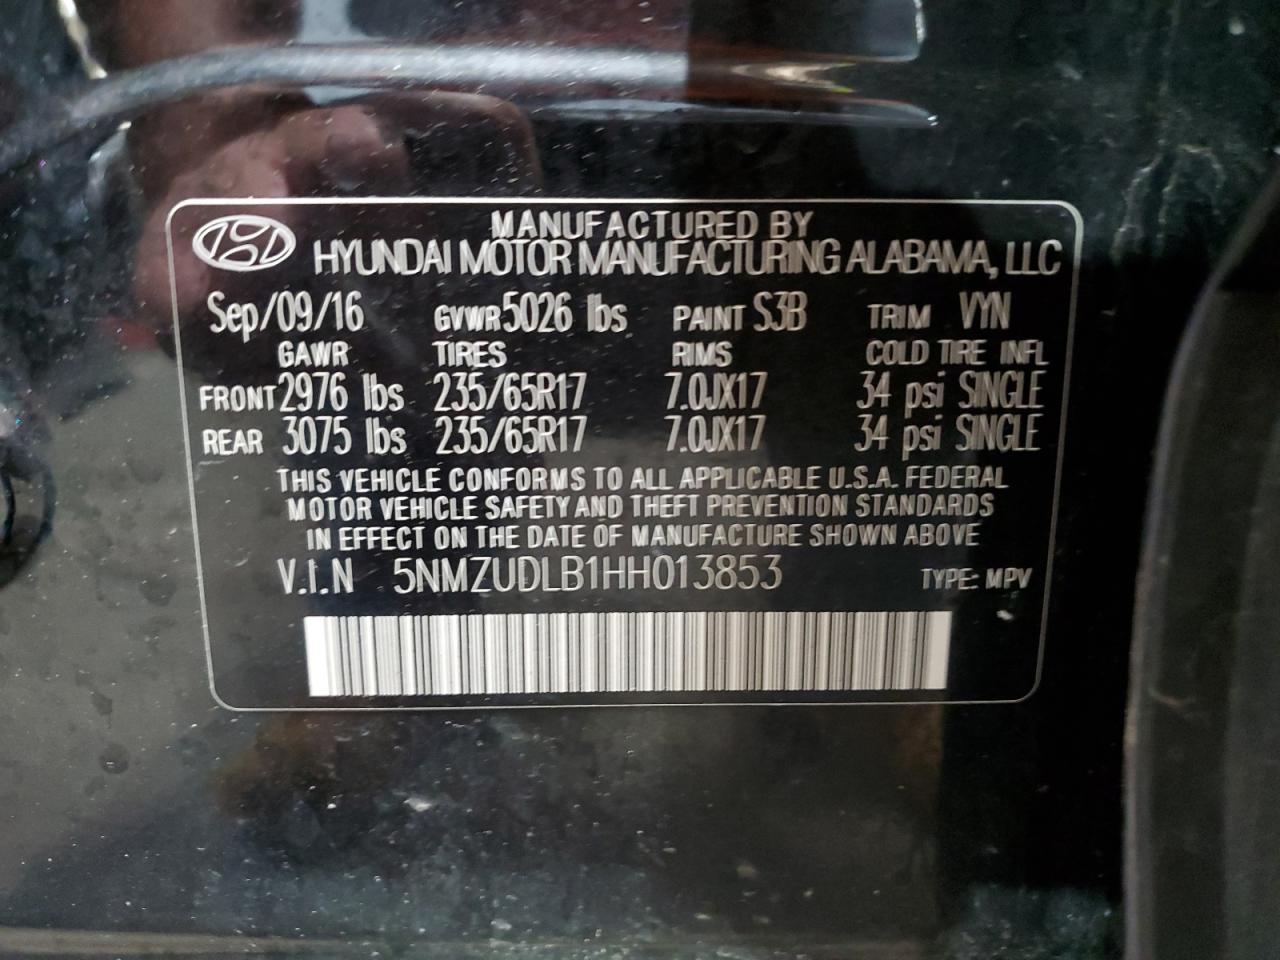 MANUFACTURED BY
HYUNDAI MOTOR MANUFACTURING ALABAMA, LLC
Sep/09/16 GVWR 5026 lbs PAINT S3B TRIM VYN
GAWR TIRES RIMS COLD TIRE INFL
FRONT 2976 lbs 235/65R17 7.0JX17 34 psi SINGLE
REAR 3075 lbs 235/65R17 7.0JX17 34 psi SINGLE
THIS VEHICLE CONFORMS TO ALL APPLICABLE U.S.A. FEDERAL
MOTOR VEHICLE SAFETY AND THEFT PREVENTION STANDARDS
IN EFFECT ON THE DATE OF MANUFACTURE SHOWN ABOVE
V.I.N 5NMZUDLB1HH013853 TYPE: MPV